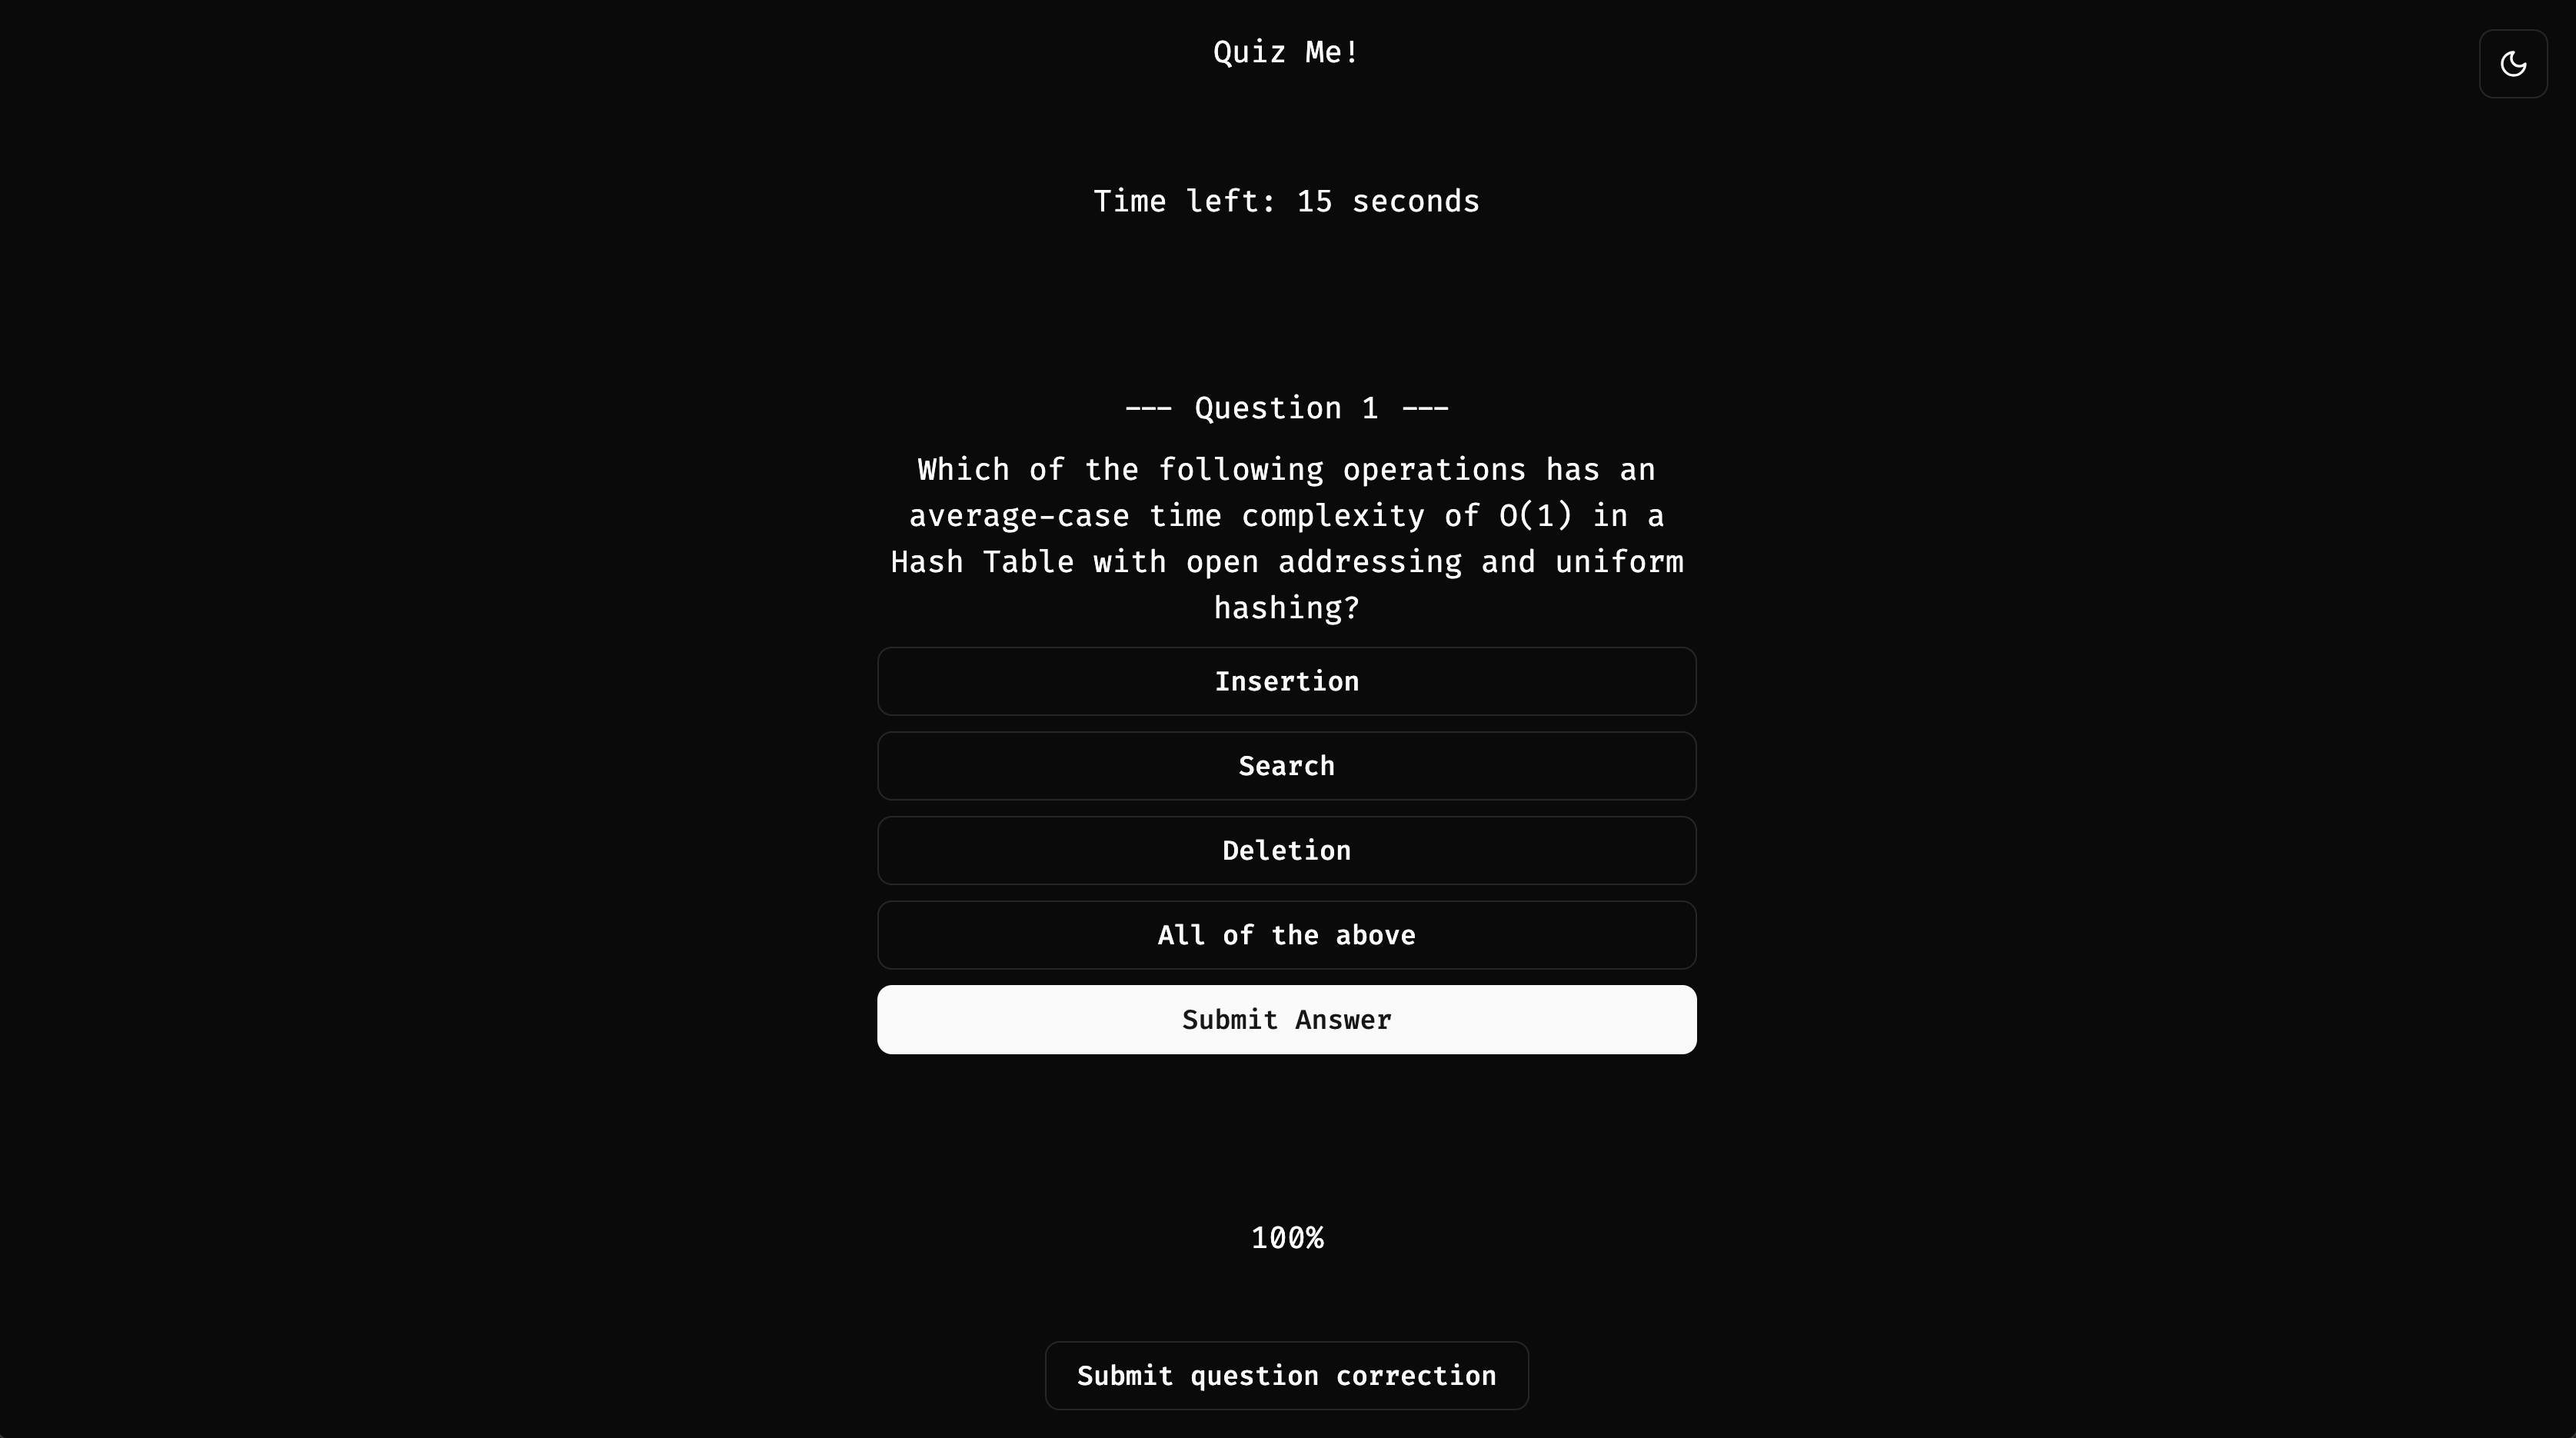 Quiz Me!
Time left: 15 seconds
--- Question 1 ---
Which of the following operations has an
average-case time complexity of O(1) in a
Hash Table with open addressing and uniform
hashing?
Insertion
Search
Deletion
All of the above
Submit Answer
100%
Submit question correction